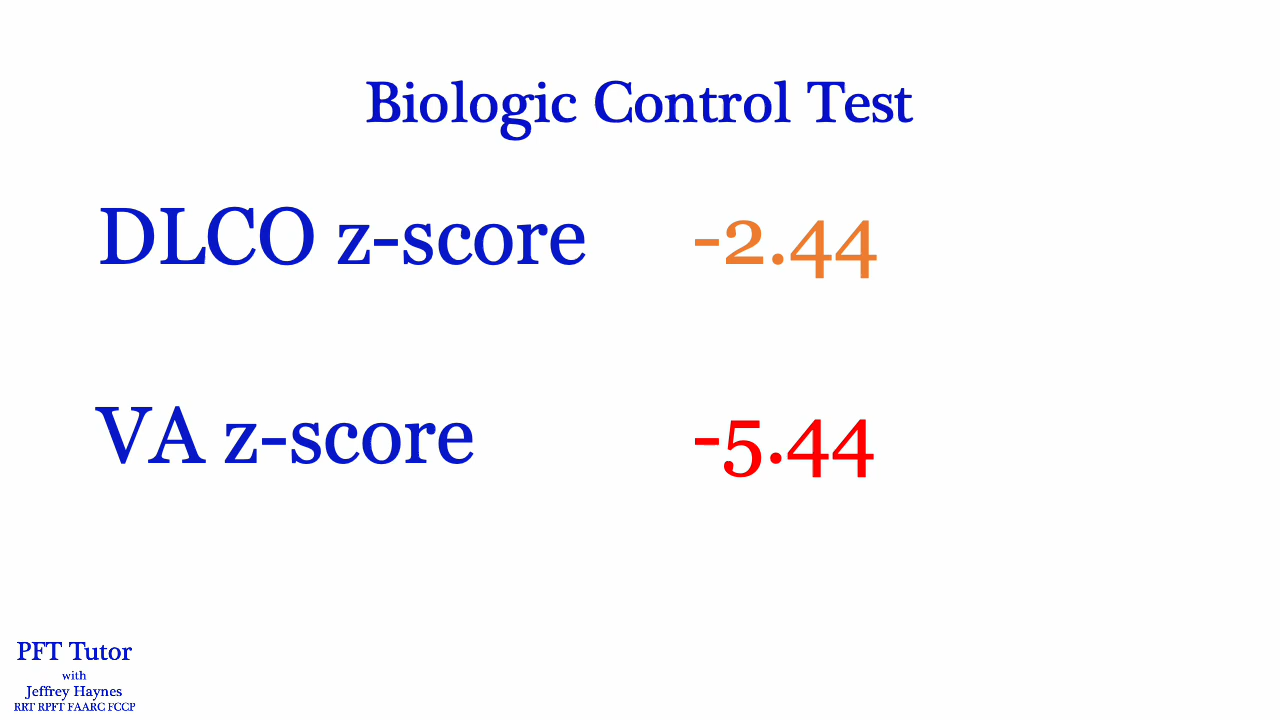 Biologic Control Test
DLCO z-score -2.44
VA z-score -5.44
PFT Tutor
with
Jeffrey Haynes
RRT RPFT FAARC FCCP